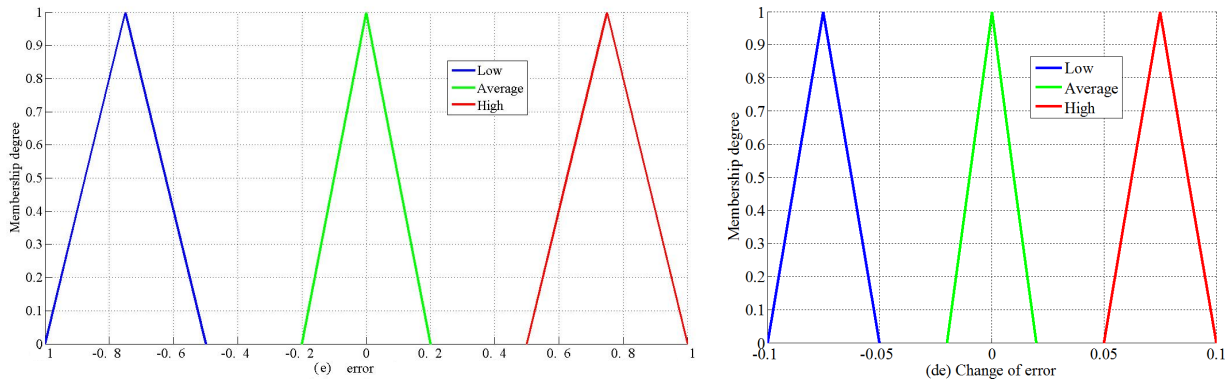 1
0.9
0.8
0.7
0.6
0.5
0.4
0.3
0.2
0.1
0
Membership degree
Low
Average
High
1 -0. 8 -0. 6 -0. 4 -0. 2 0 0. 2 0. 4 0. 6 0. 8 1
(e) error
1
0.9
0.8
0.7
0.6
0.5
0.4
0.3
0.2
0.1
0
Membership degree
Low
Average
High
-0.1 -0.05 0 0.05 0.1
(de) Change of error